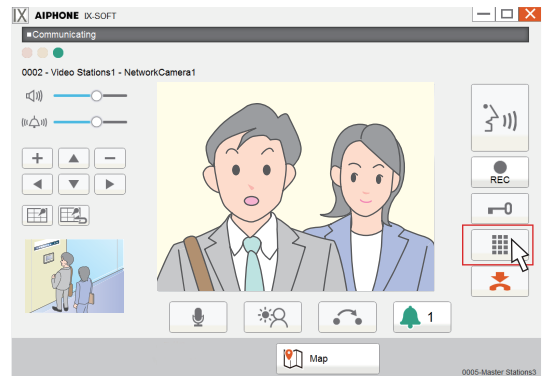 IX AIPHONE IX-SOFT
■Communicating
0002 - Video Stations1 - NetworkCamera1
REC
1
Map
0005-Master Stations3